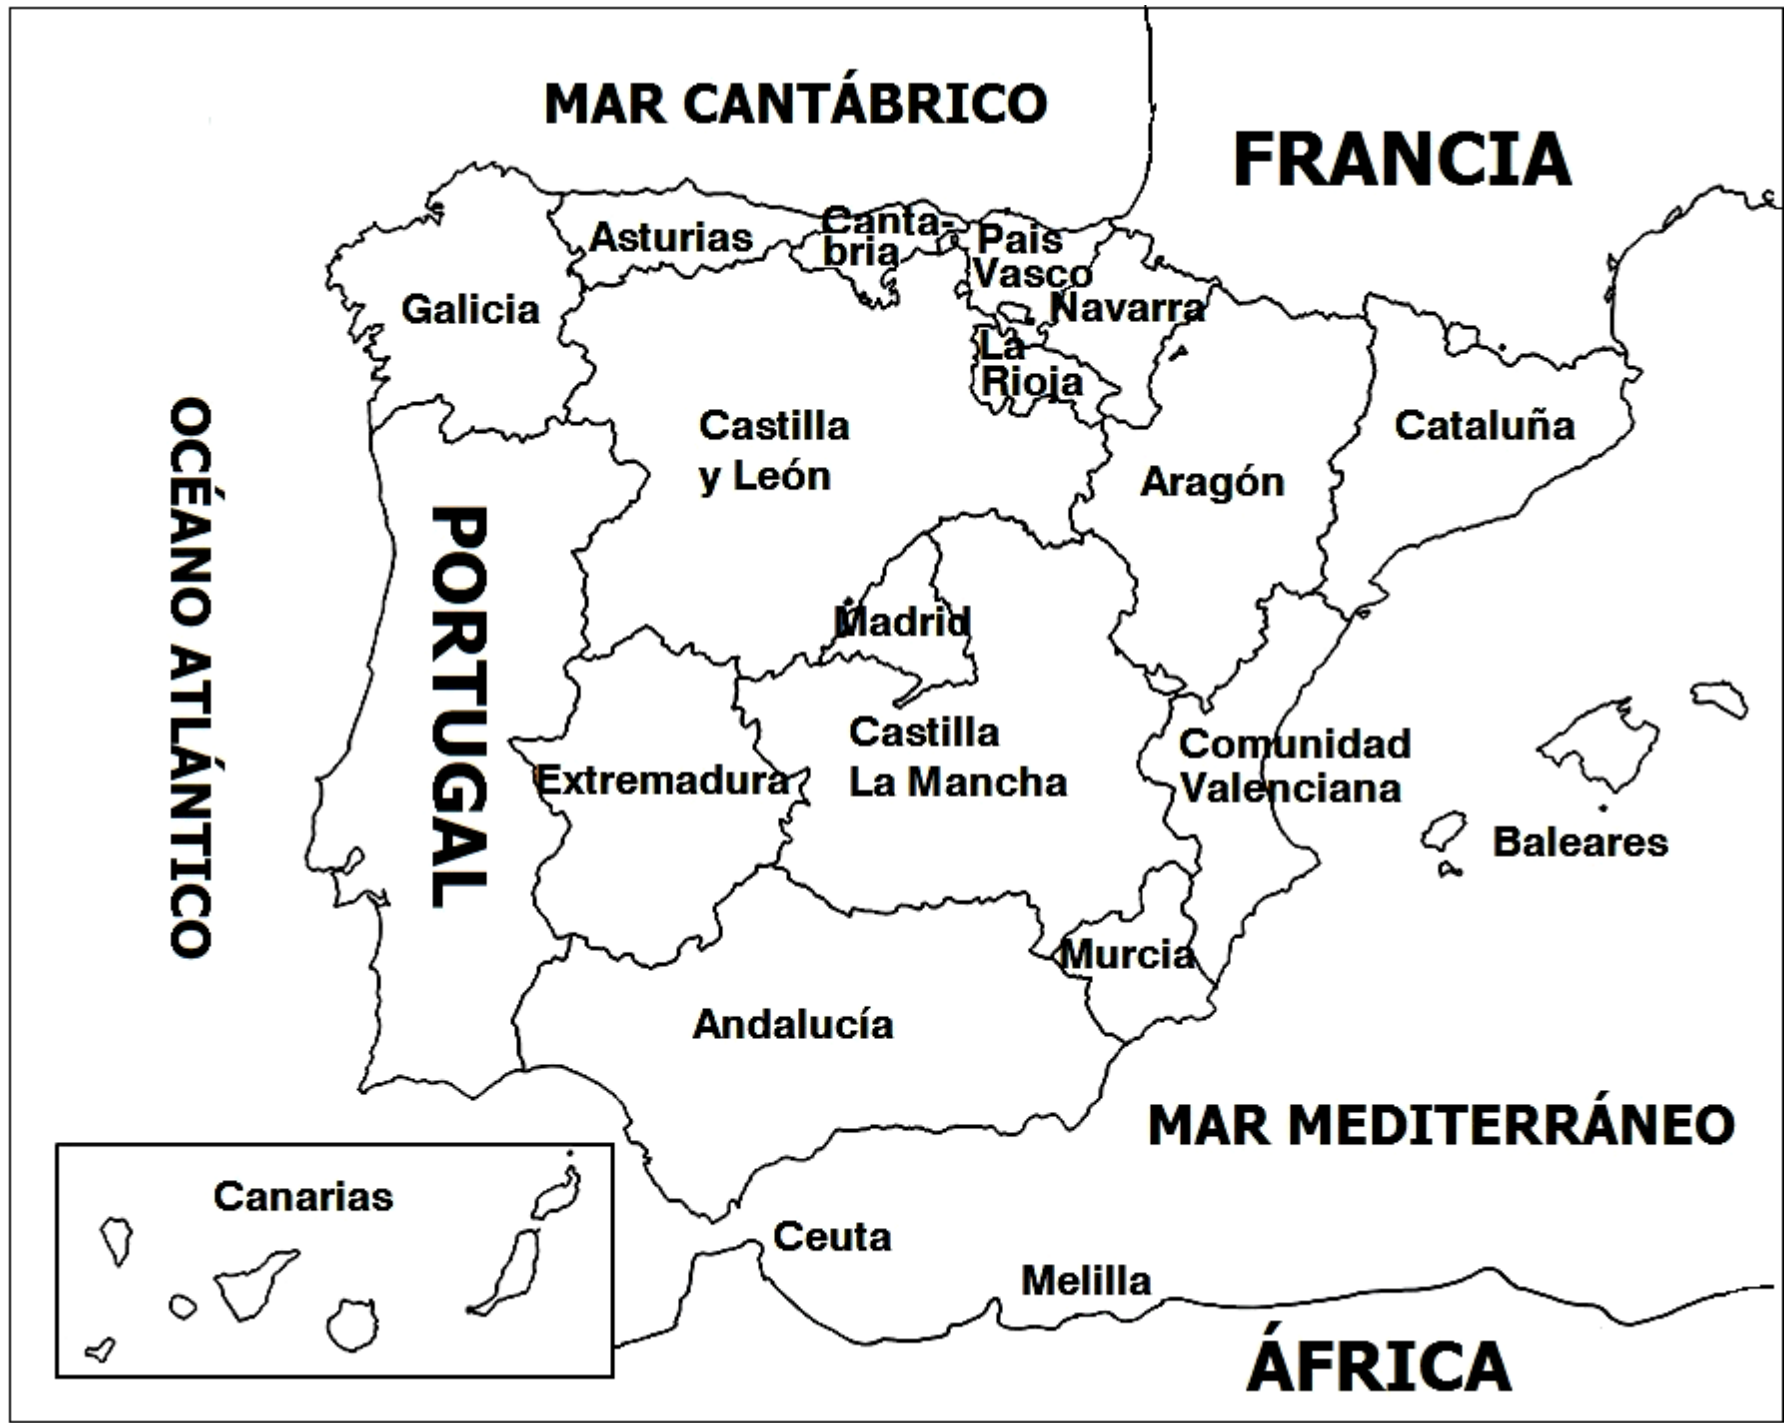 MAR CANTÁBRICO
FRANCIA
Canta-
bria
Asturias
Pais
Vasco
Galicia
Navarra
La
Rioja
Castilla
y León
Cataluña
Aragón
OCÉANO ATLÁNTICO
PORTUGAL
Madrid
Castilla
La Mancha
Comunidad
Valenciana
Extremadura
Baleares
Murcia
Andalucía
MAR MEDITERRÁNEO
Canarias
Ceuta
Melilla
ÁFRICA